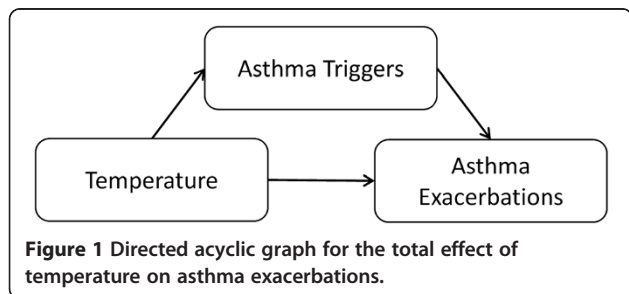 Asthma Triggers
Temperature
Asthma
Exacerbations
Figure 1 Directed acyclic graph for the total effect of
temperature on asthma exacerbations.